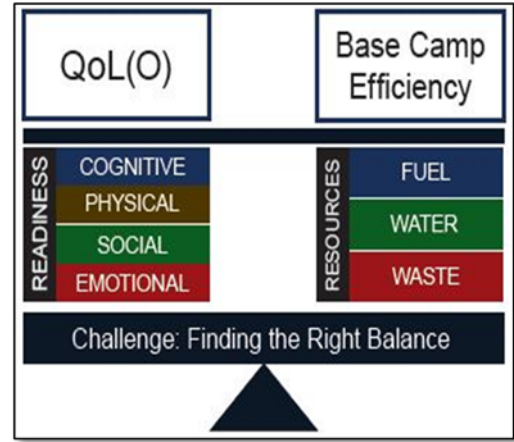 QoL(O)
Base Camp
Efficiency
READINESS
COGNITIVE
PHYSICAL
SOCIAL
EMOTIONAL
RESOURCES
FUEL
WATER
WASTE
Challenge: Finding the Right Balance